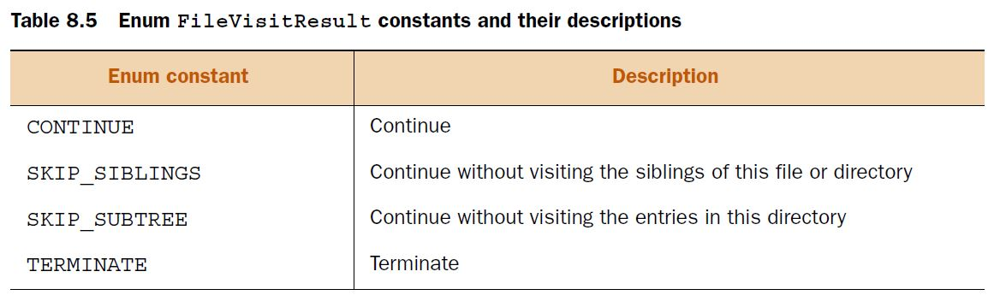 Table 8.5 Enum FileVisitResult constants and their descriptions
Enum constant Description
CONTINUE Continue
SKIP_SIBLINGS Continue without visiting the siblings of this file or directory
SKIP_SUBTREE Continue without visiting the entries in this directory
TERMINATE Terminate